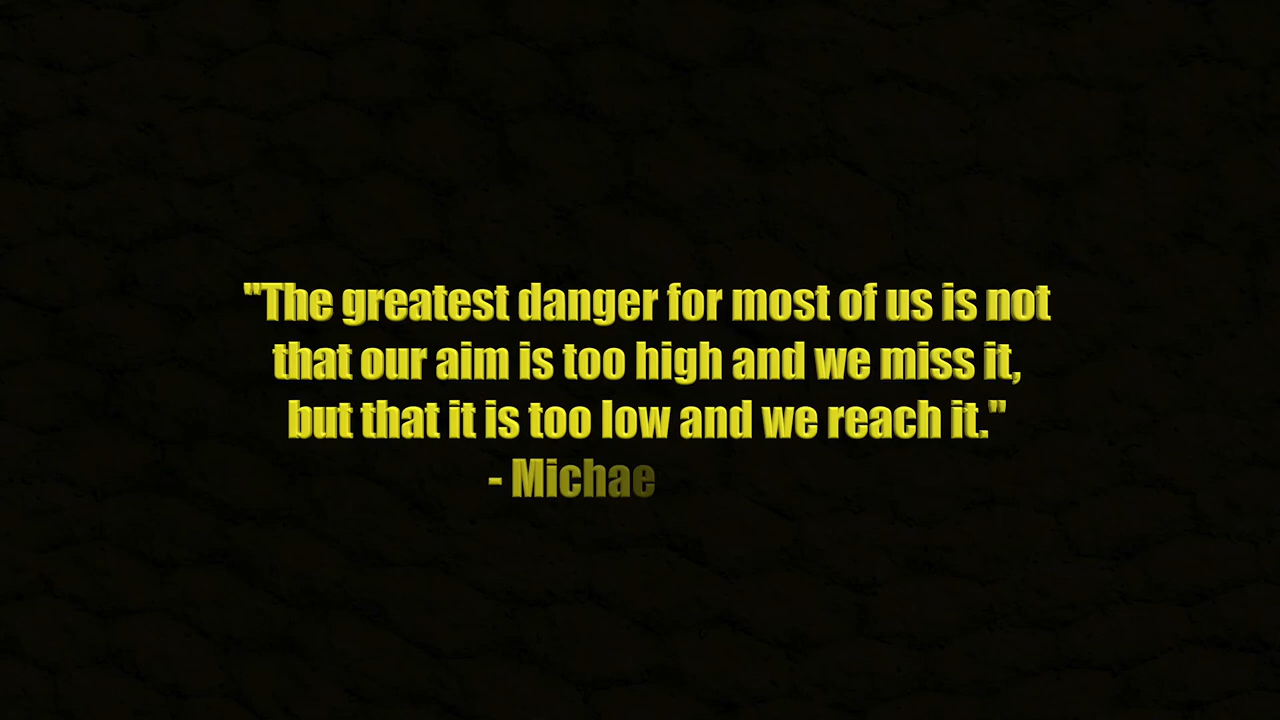 "The greatest danger for most of us is not
that our aim is too high and we miss it,
but that it is too low and we reach it."
- Michae